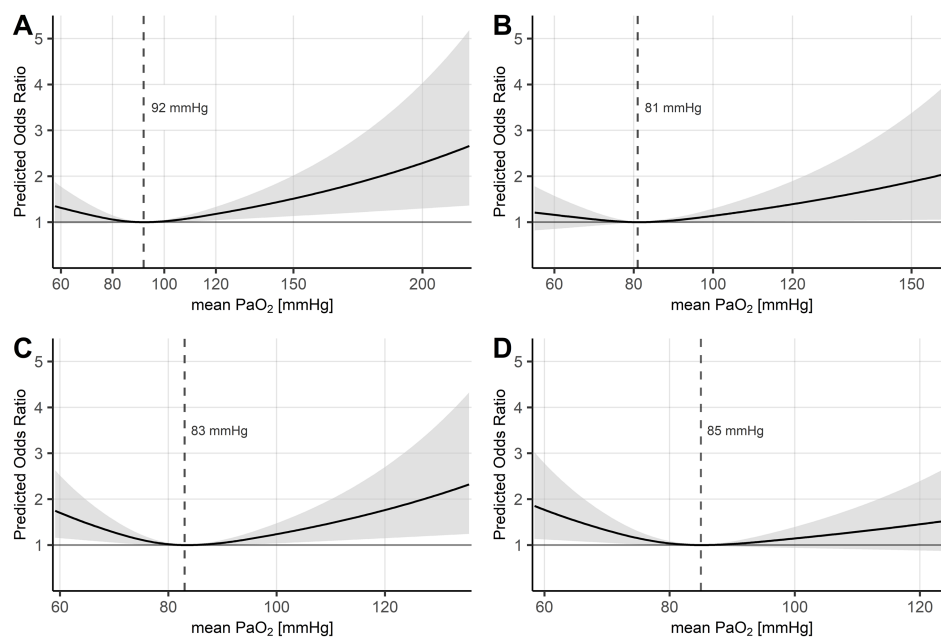 A
Predicted Odds Ratio
5
4
3
2
1
92 mmHg
60 80 100 120 150 200
mean PaO₂ [mmHg]
B
Predicted Odds Ratio
5
4
3
2
1
81 mmHg
60 80 100 120 150
mean PaO₂ [mmHg]
C
Predicted Odds Ratio
5
4
3
2
1
83 mmHg
60 80 100 120
mean PaO₂ [mmHg]
D
Predicted Odds Ratio
5
4
3
2
1
85 mmHg
60 80 100 120
mean PaO₂ [mmHg]